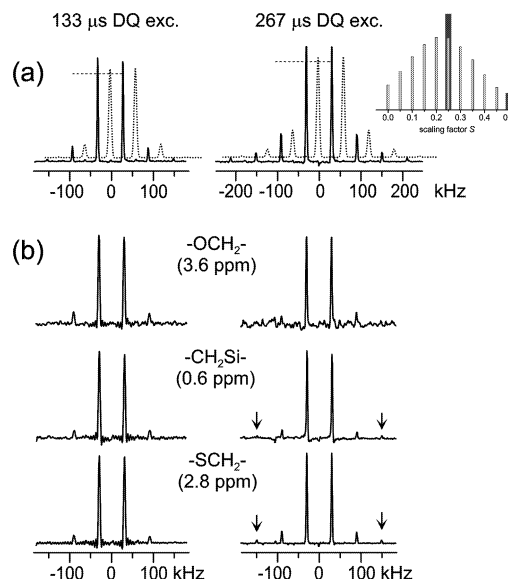 133 μs DQ exc.
267 μs DQ exc.
(a)
0.0 0.1 0.2 0.3 0.4
scaling factor S
-100 0 100
-200 -100 0 100 200 kHz
(b)
-OCH₂-
(3.6 ppm)
-CH₂Si-
(0.6 ppm)
-SCH₂-
(2.8 ppm)
-100 0 100 kHz
-100 0 100 kHz